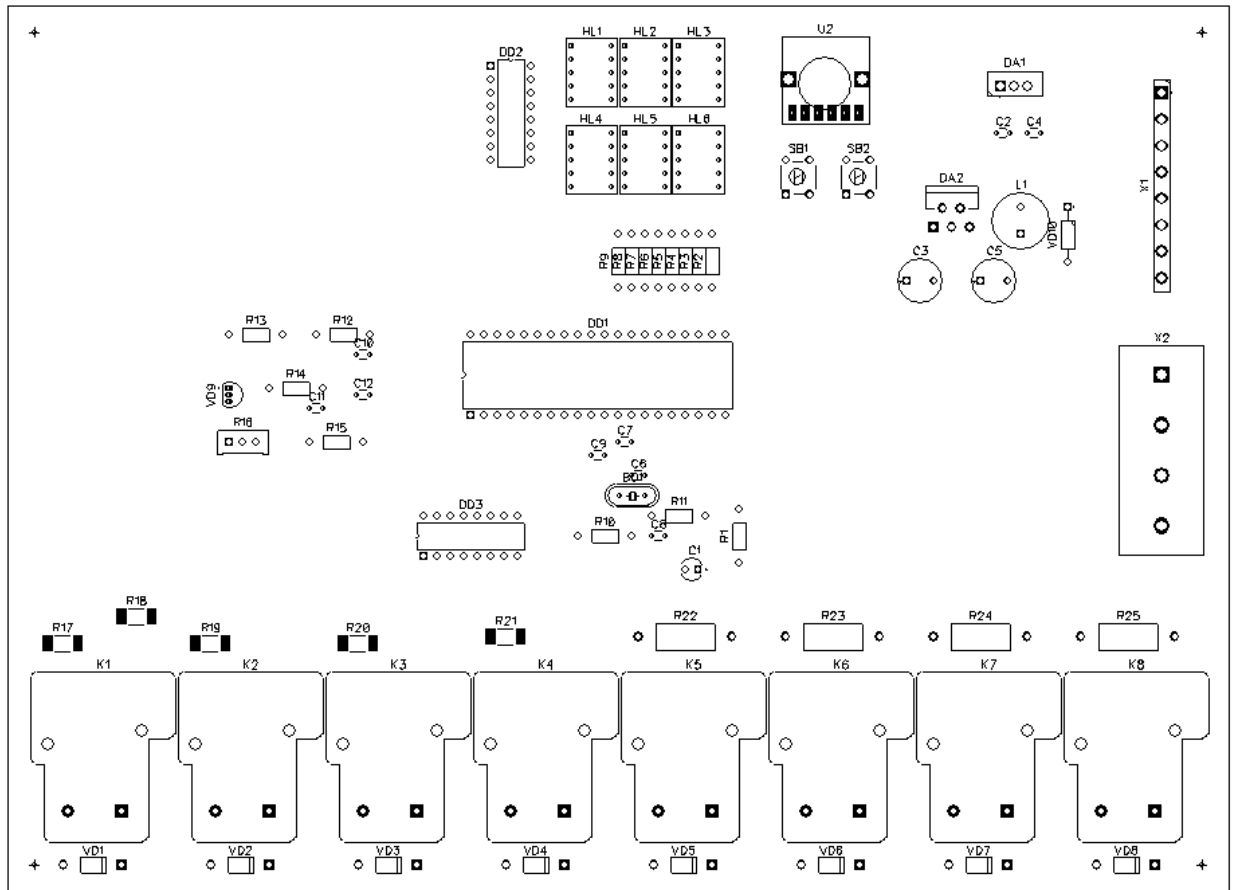 HL1 HL2 HL3
U2
DD2
DA1
C2 C4
HL4 HL5 HL6
SB1 SB2
DA2 L1
X1
VD10
C3 C5
R9 R8 R7 R6 R5 R4 R3 R2
R13 R12
DD1
C10
X2
R14
C12
VD9
C11
R16
R15
C7
C9
C6
R11
DD3
R10
C8
R1
C1
R18
R17 R19 R20 R21 R22 R23 R24 R25
K1 K2 K3 K4 K5 K6 K7 K8
VD1 VD2 VD3 VD4 VD5 VD6 VD7 VD8